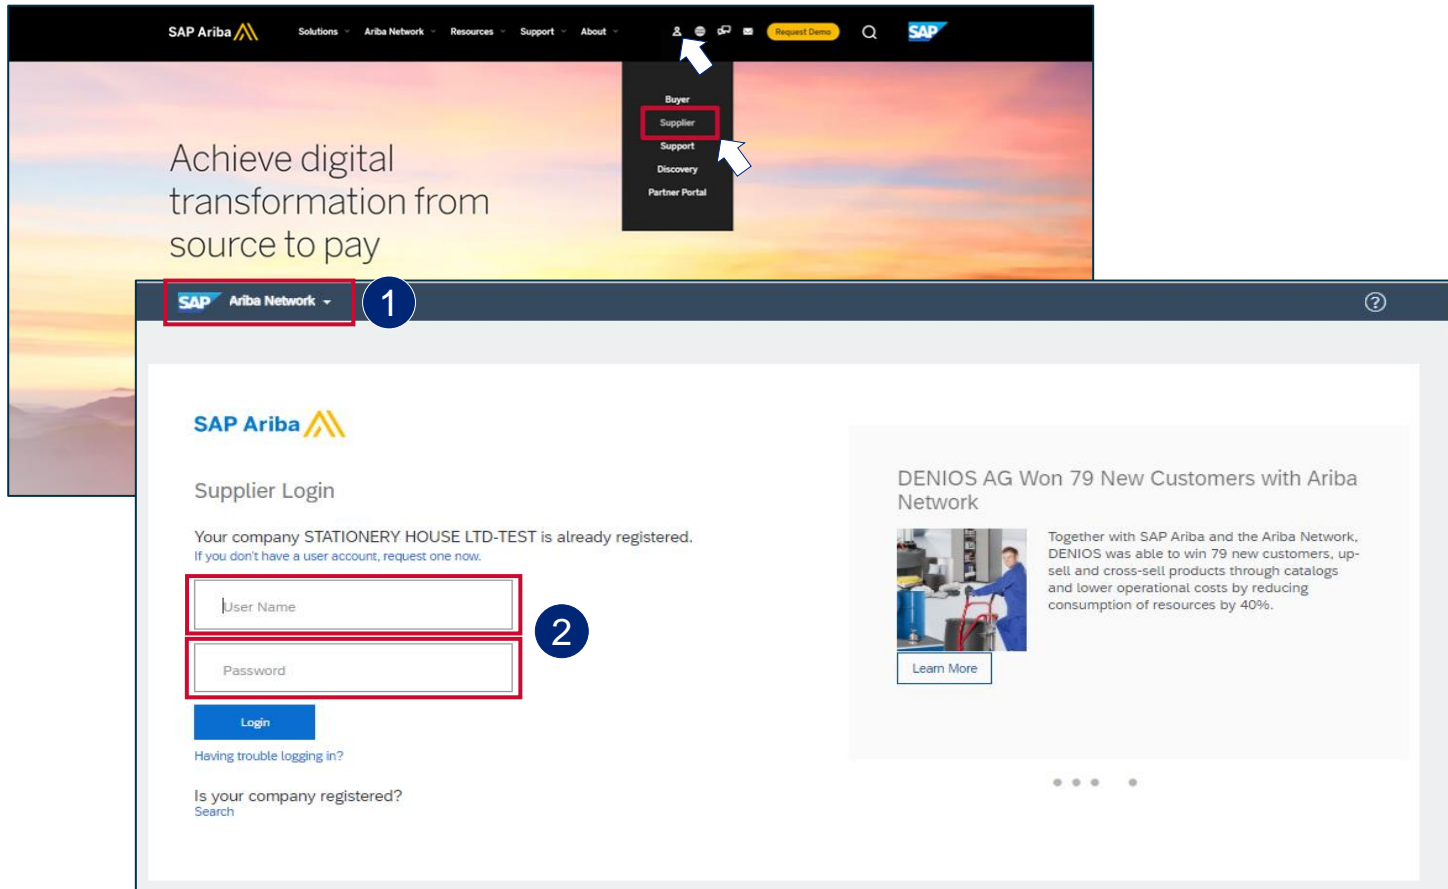 SAP Ariba
Solutions
Ariba Network
Resources
Support
About
Request Demo
SAP
Buyer
Supplier
Support
Discovery
Partner Portal
Achieve digital
transformation from
source to pay
SAP Ariba Network
1
?
SAP Ariba
Supplier Login
Your company STATIONERY HOUSE LTD-TEST is already registered.
If you don't have a user account, request one now.
User Name
2
Password
Login
Having trouble logging in?
Is your company registered?
Search
DENIOS AG Won 79 New Customers with Ariba
Network
Together with SAP Ariba and the Ariba Network,
DENIOS was able to win 79 new customers, up-
sell and cross-sell products through catalogs
and lower operational costs by reducing
consumption of resources by 40%.
Learn More